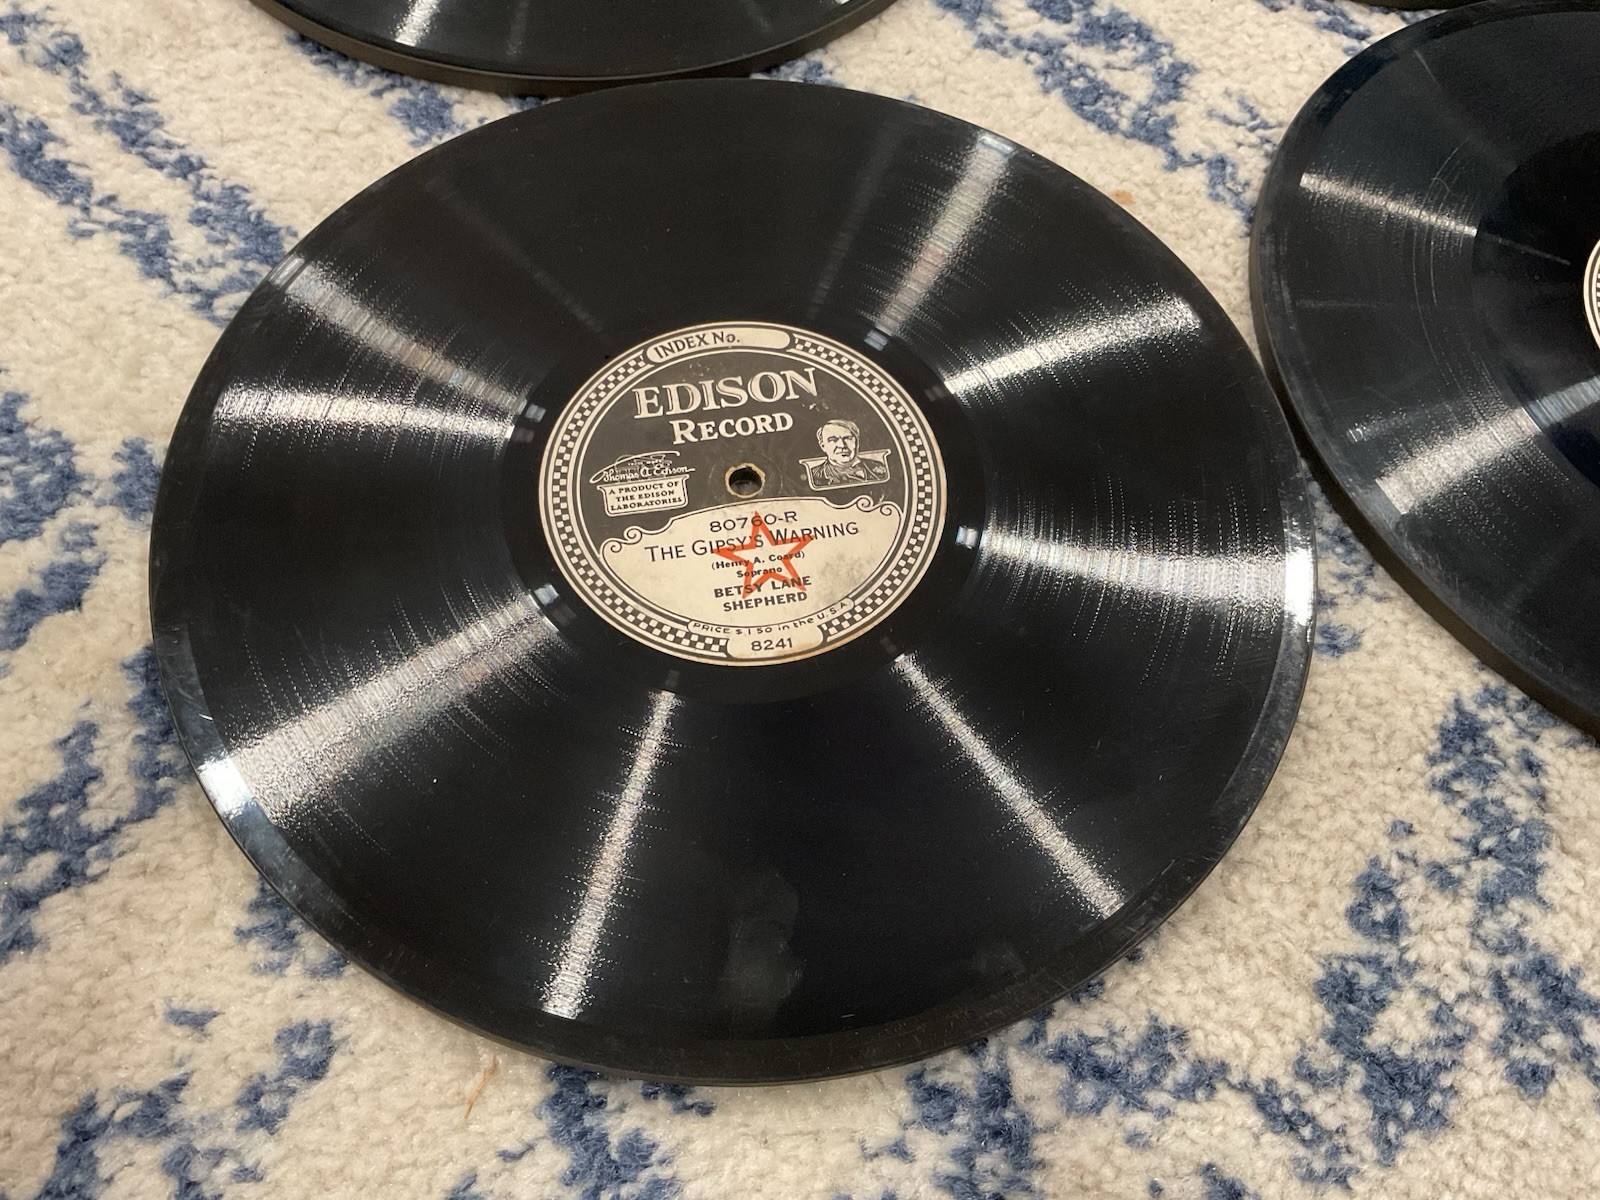 INDEX No.
EDISON
RECORD
Thomas A. Edison
A PRODUCT OF
THE EDISON
LABORATORIES
80760-R
THE GIPSY'S WARNING
(Henry A. Coard)
Soprano
BETSY LANE
SHEPHERD
PRICE $1.50 in the U.S.A.
8241